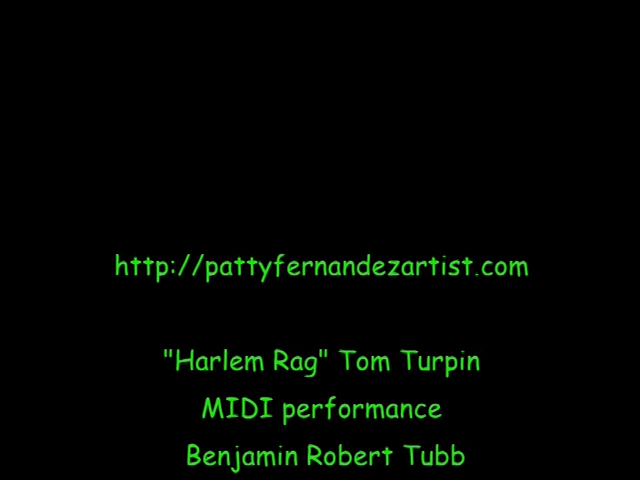 http://pattyfernandezartist.com
"Harlem Rag" Tom Turpin
MIDI performance
Benjamin Robert Tubb